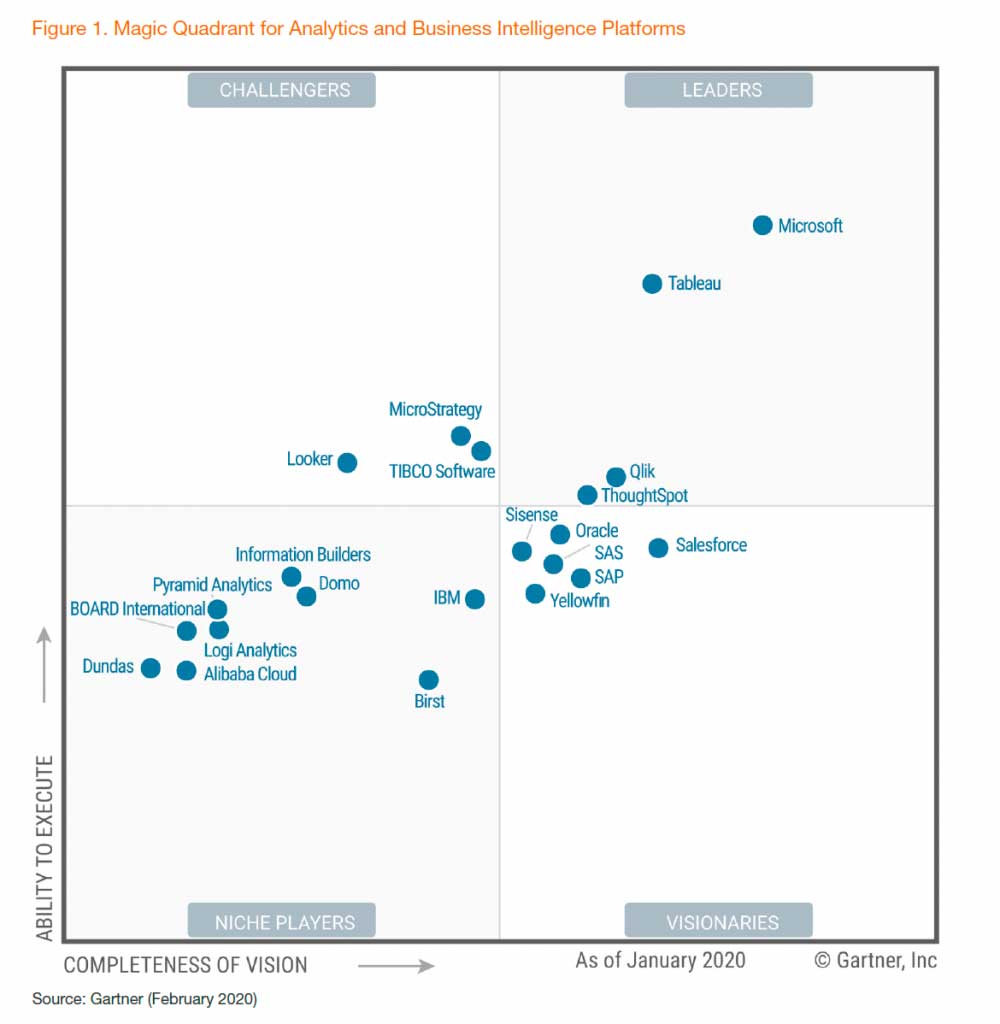 Figure 1. Magic Quadrant for Analytics and Business Intelligence Platforms
CHALLENGERS
LEADERS
Microsoft
Tableau
MicroStrategy
Looker
TIBCO Software
Qlik
ThoughtSpot
Sisense
Oracle
SAS
Salesforce
SAP
Yellowfin
Information Builders
Domo
Pyramid Analytics
IBM
BOARD International
Logi Analytics
Dundas
Alibaba Cloud
Birst
ABILITY TO EXECUTE
NICHE PLAYERS
VISIONARIES
COMPLETENESS OF VISION
As of January 2020
© Gartner, Inc
Source: Gartner (February 2020)